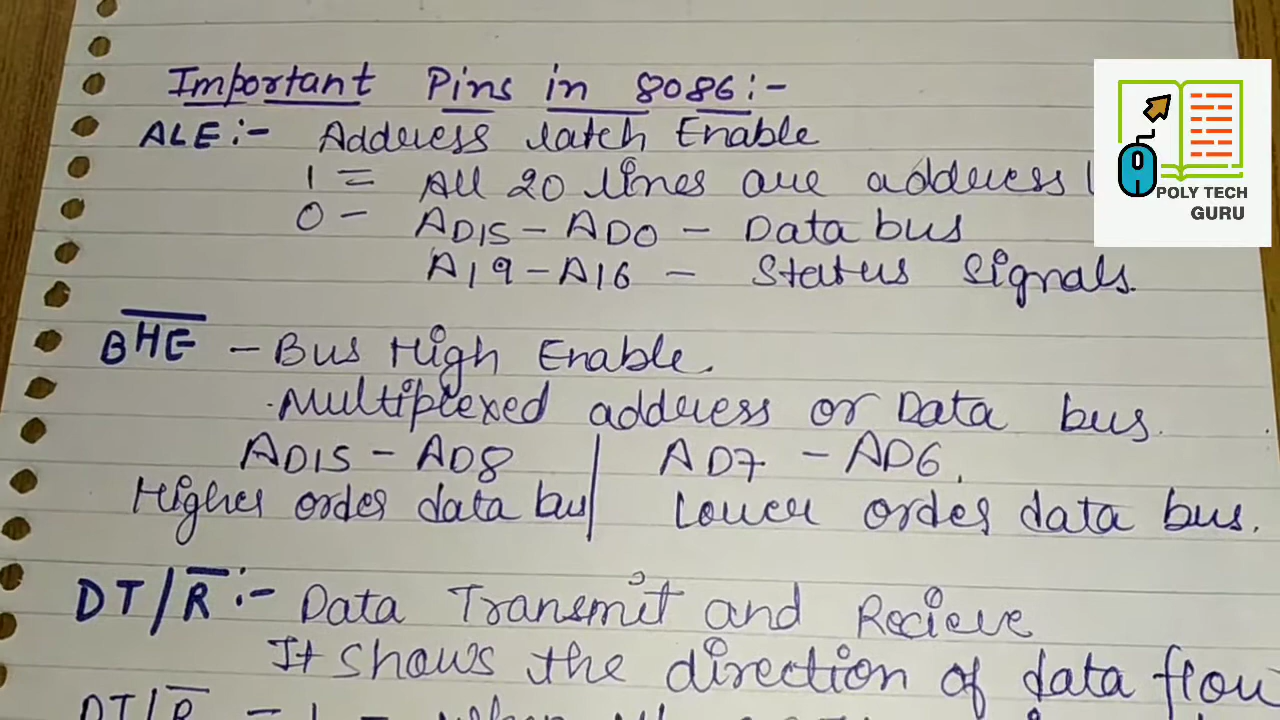 Important Pins in 8086:-
ALE:- Address latch Enable
1 = All 20 lines are address
0 - AD15 - AD0 - Data bus
A19 - A16 - Status Signals.
BHE - Bus High Enable.
Multiplexed address or Data bus.
AD15 - AD8 | AD7 - AD6.
Higher order data bus | Lower order data bus.
DT/R̅:- Data Transmit and Recieve
It shows the direction of data flow
DT/R̅ - 1 -
POLY TECH
GURU